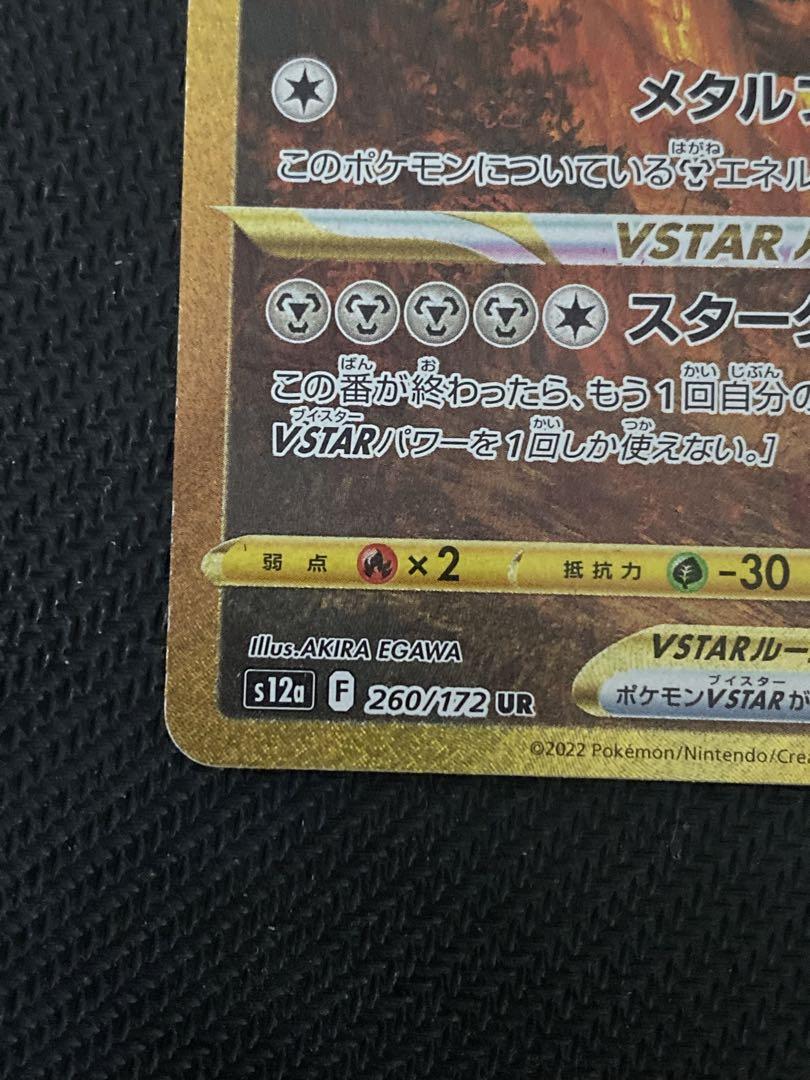 メタルブ
はがね
このポケモンについているエネル
VSTAR
スター
ばん お かい じぶん
この番が終わったら、もう1回自分の
ブイスター かい つか
VSTARパワーを1回しか使えない。]
弱点 ×2 抵抗力 -30
Illus.AKIRA EGAWA
VSTARルー
s12a F 260/172 UR
ブイスター
ポケモンVSTARが
©2022 Pokémon/Nintendo/Crea